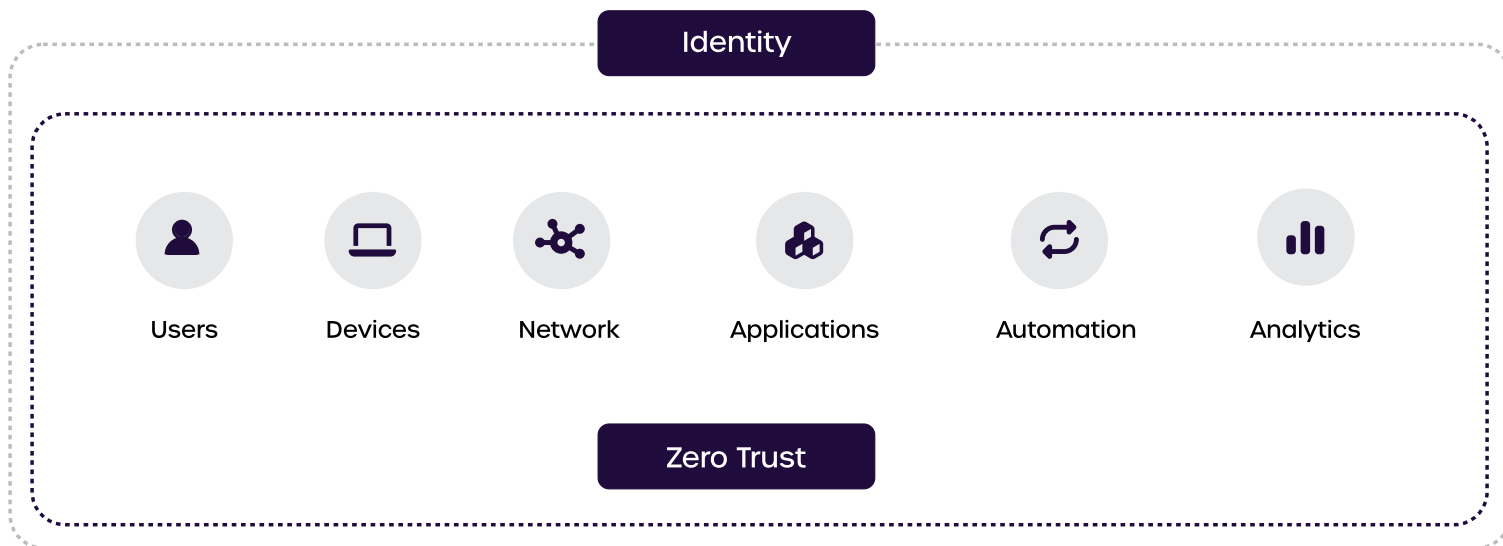 Identity
Users
Devices
Network
Applications
Automation
Analytics
Zero Trust